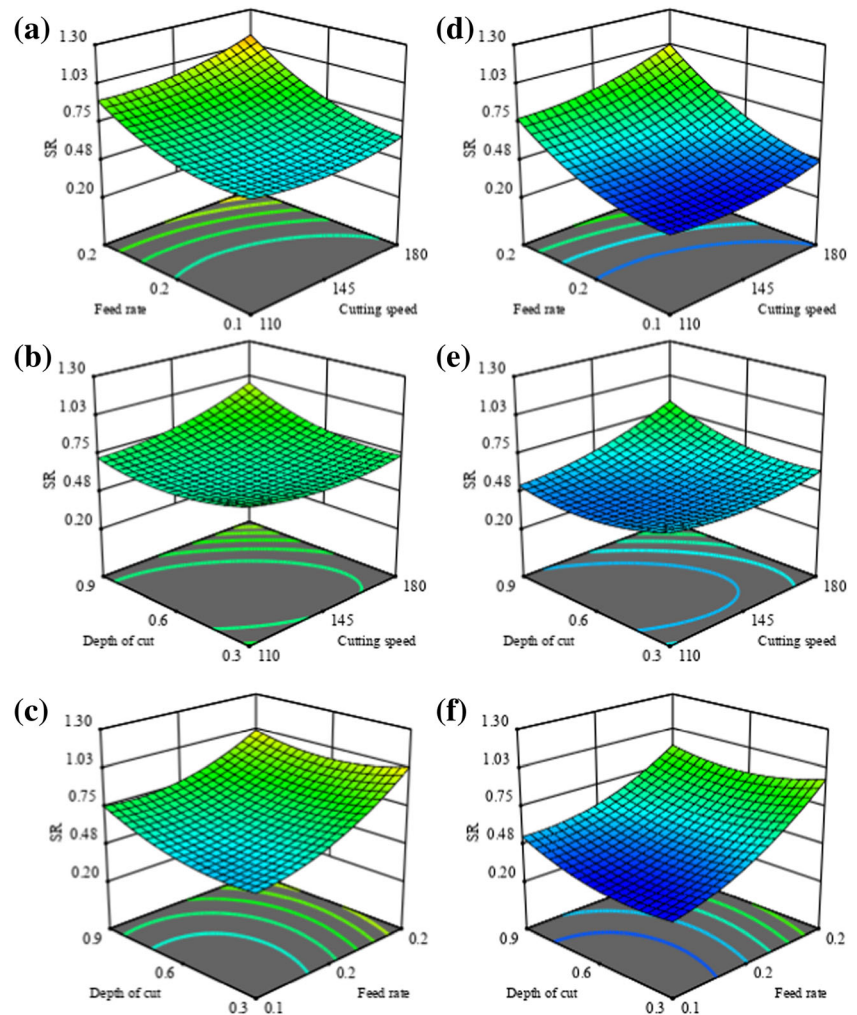 (a)
1.30
1.03
0.75
0.48
0.20
SR
0.2
0.2
0.1
Feed rate
110
145
180
Cutting speed
(d)
1.30
1.03
0.75
0.48
0.20
SR
0.2
0.2
0.1
Feed rate
110
145
180
Cutting speed
(b)
1.30
1.03
0.75
0.48
0.20
SR
0.9
0.6
0.3
Depth of cut
110
145
180
Cutting speed
(e)
1.30
1.03
0.75
0.48
0.20
SR
0.9
0.6
0.3
Depth of cut
110
145
180
Cutting speed
(c)
1.30
1.03
0.75
0.48
0.20
SR
0.9
0.6
0.3
Depth of cut
0.1
0.2
0.2
Feed rate
(f)
1.30
1.03
0.75
0.48
0.20
SR
0.9
0.6
0.3
Depth of cut
0.1
0.2
0.2
Feed rate